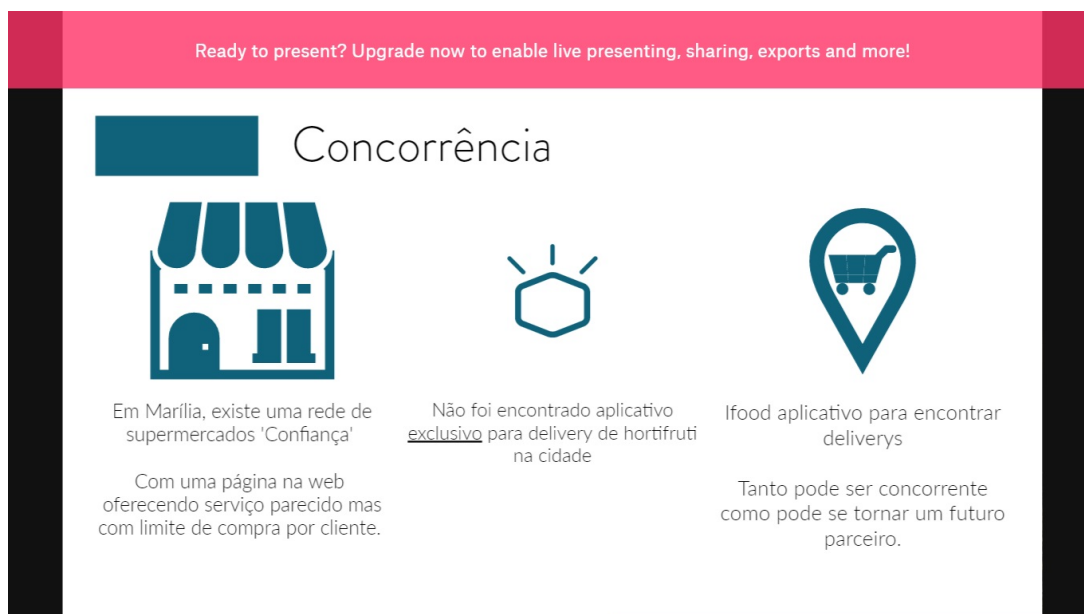 Ready to present? Upgrade now to enable live presenting, sharing, exports and more!
Concorrência
Em Marília, existe uma rede de
supermercados 'Confiança'
Com uma página na web
oferecendo serviço parecido mas
com limite de compra por cliente.
Não foi encontrado aplicativo
exclusivo para delivery de hortifruti
na cidade
Ifood aplicativo para encontrar
deliverys
Tanto pode ser concorrente
como pode se tornar um futuro
parceiro.